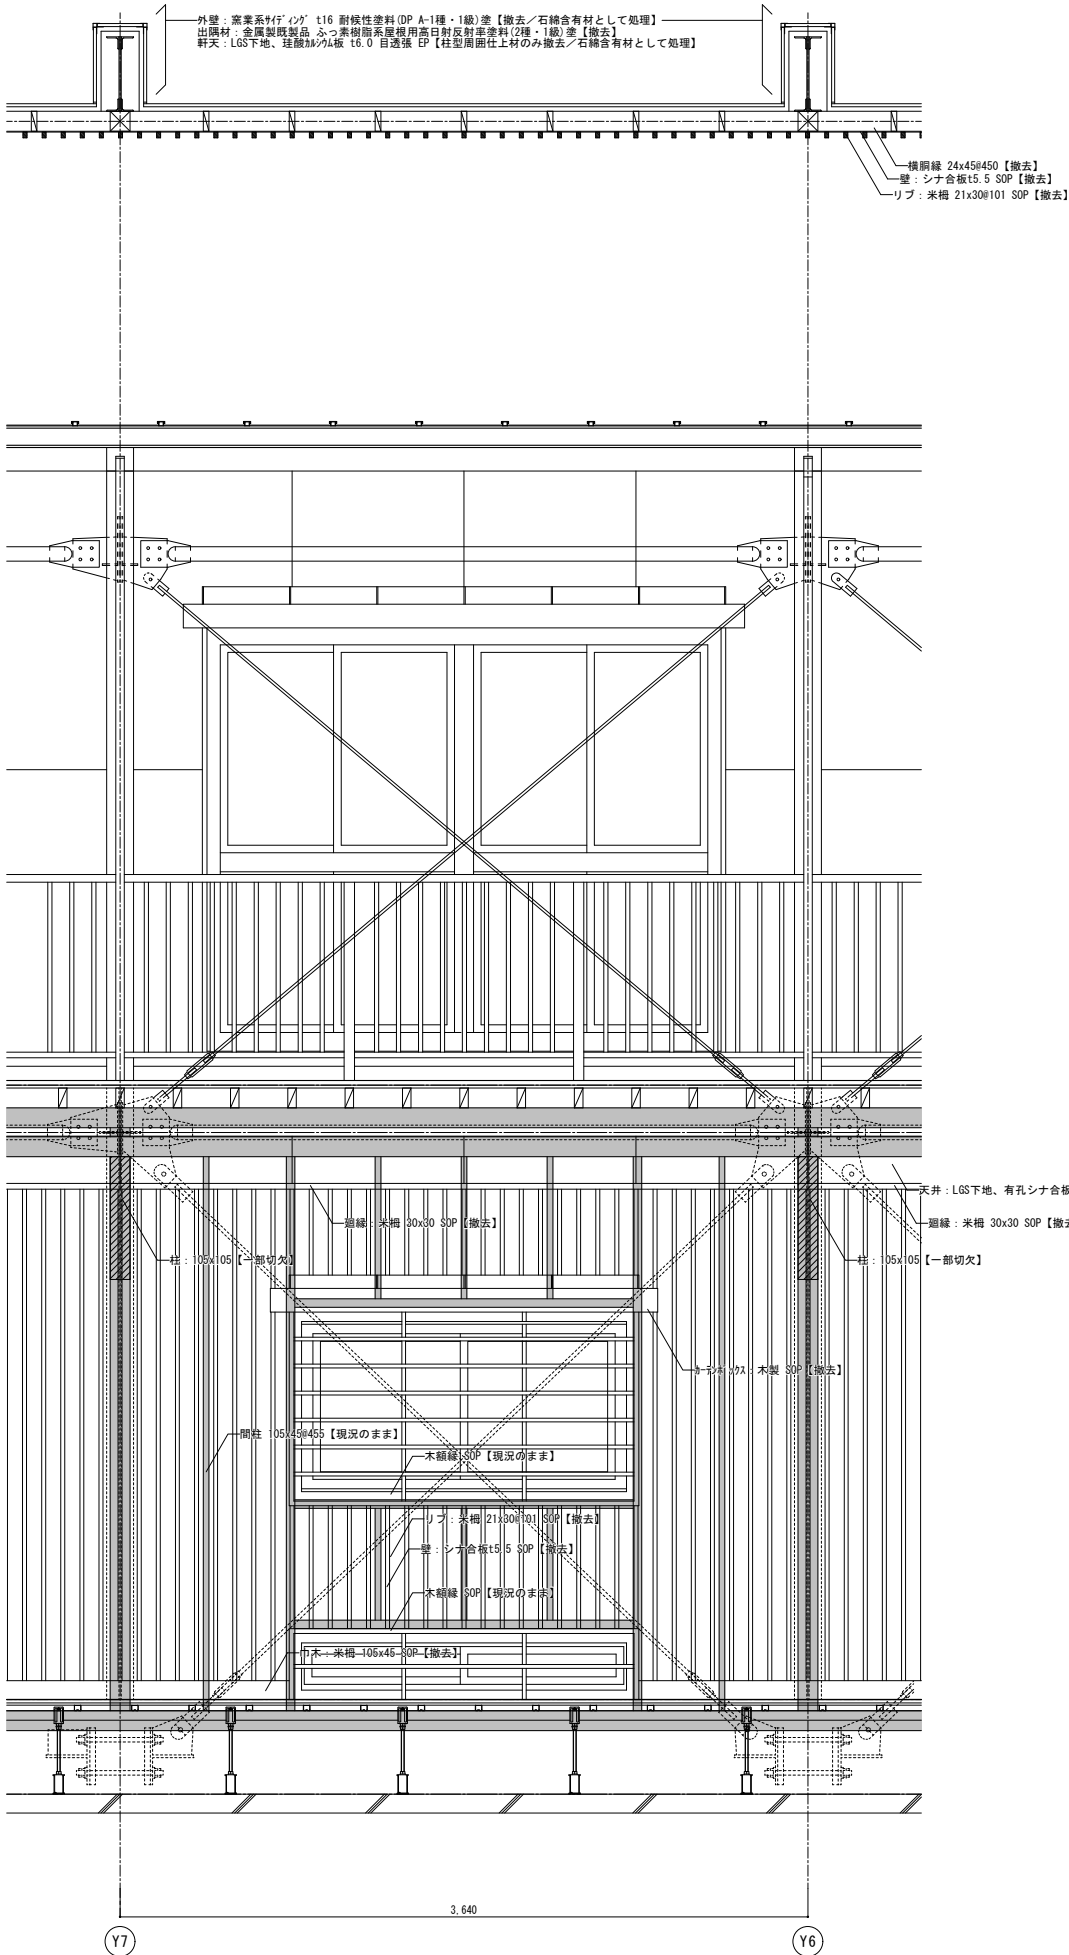 外壁：窯業系ｻｲﾃﾞｨﾝｸﾞ t16 耐候性塗料(DP A-1種・1級)塗【撤去／石綿含有材として処理】
出隅材：金属製既製品 ふっ素樹脂系屋根用高日射反射率塗料(2種・1級)塗【撤去】
軒天：LGS下地、珪酸ｶﾙｼｳﾑ板 t6.0 目透張 EP【柱型周囲仕上材のみ撤去／石綿含有材として処理】
横胴縁 24x45@450【撤去】
壁：シナ合板t5.5 SOP【撤去】
リブ：米栂 21x30@101 SOP【撤去】
天井：LGS下地、有孔シナ合板
廻縁：米栂 30x30 SOP【撤去】
廻縁：米栂 30x30 SOP【撤去
柱：105x105【一部切欠】
柱：105x105【一部切欠】
ｶｰﾃﾝﾎﾞｯｸｽ：木製 SOP【撤去】
間柱 105x45@455【現況のまま】
木額縁 SOP【現況のまま】
リブ：米栂 21x30@101 SOP【撤去】
壁：シナ合板t5.5 SOP【撤去】
木額縁 SOP【現況のまま】
巾木：米栂 105x45 SOP【撤去】
3,640
Y7
Y6